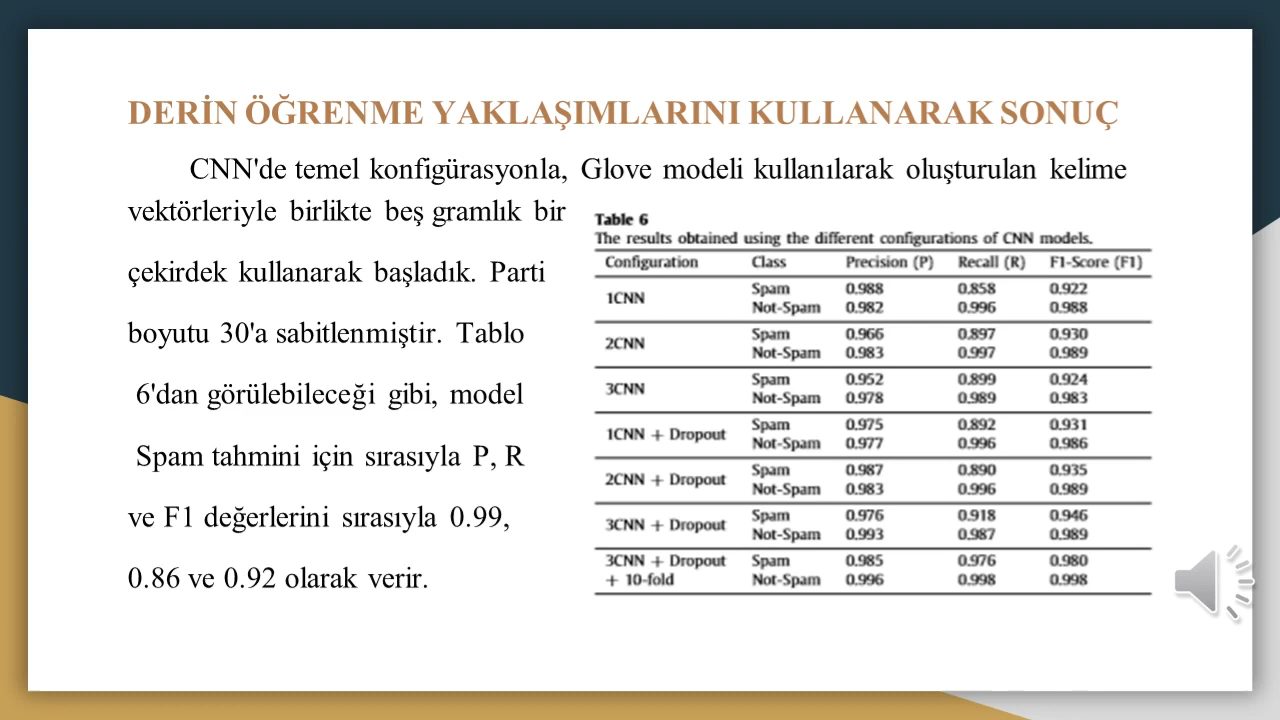 DERİN ÖĞRENME YAKLAŞIMLARINI KULLANARAK SONUÇ
CNN'de temel konfigürasyonla, Glove modeli kullanılarak oluşturulan kelime
vektörleriyle birlikte beş gramlık bir
çekirdek kullanarak başladık. Parti
boyutu 30'a sabitlenmiştir. Tablo
6'dan görülebileceği gibi, model
Spam tahmini için sırasıyla P, R
ve F1 değerlerini sırasıyla 0.99,
0.86 ve 0.92 olarak verir.
Table 6
The results obtained using the different configurations of CNN models.
Configuration Class Precision (P) Recall (R) F1-Score (F1)
1CNN Spam 0.988 0.858 0.922
Not-Spam 0.982 0.996 0.988
2CNN Spam 0.966 0.897 0.930
Not-Spam 0.983 0.997 0.989
3CNN Spam 0.952 0.899 0.924
Not-Spam 0.978 0.989 0.983
1CNN + Dropout Spam 0.975 0.892 0.931
Not-Spam 0.977 0.996 0.986
2CNN + Dropout Spam 0.987 0.890 0.935
Not-Spam 0.983 0.996 0.989
3CNN + Dropout Spam 0.976 0.918 0.946
Not-Spam 0.993 0.987 0.989
3CNN + Dropout Spam 0.985 0.976 0.980
+ 10-fold Not-Spam 0.996 0.998 0.998